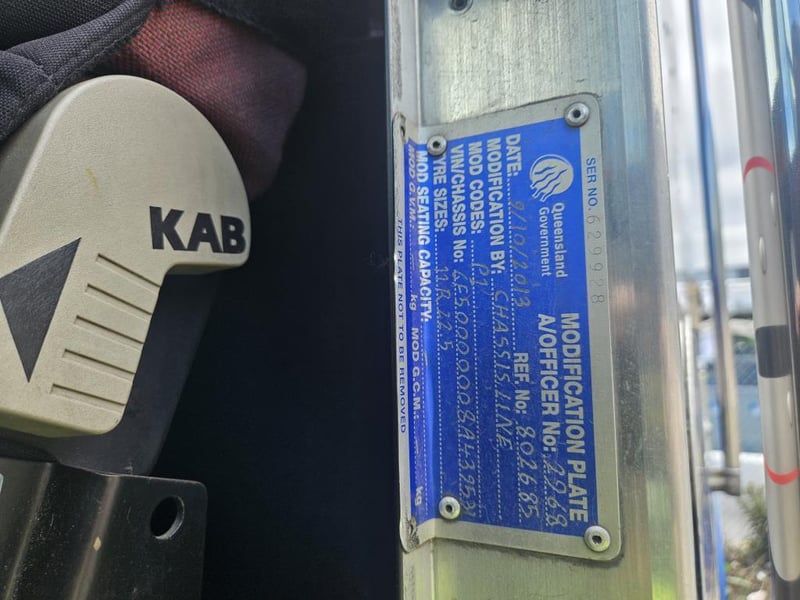 KAB
SER NO. 629928
Queensland
Government
MODIFICATION PLATE
A/OFFICER No: 2968
DATE: 9/10/2013 REF No: 802685
MODIFICATION BY: CHASSIS LINE
MOD CODES: P1
VIN/CHASSIS No:
TYRE SIZES: 11R 22.5
MOD SEATING CAPACITY:
MOD G.V.M: kg MOD G.C.M.: kg
THIS PLATE NOT TO BE REMOVED